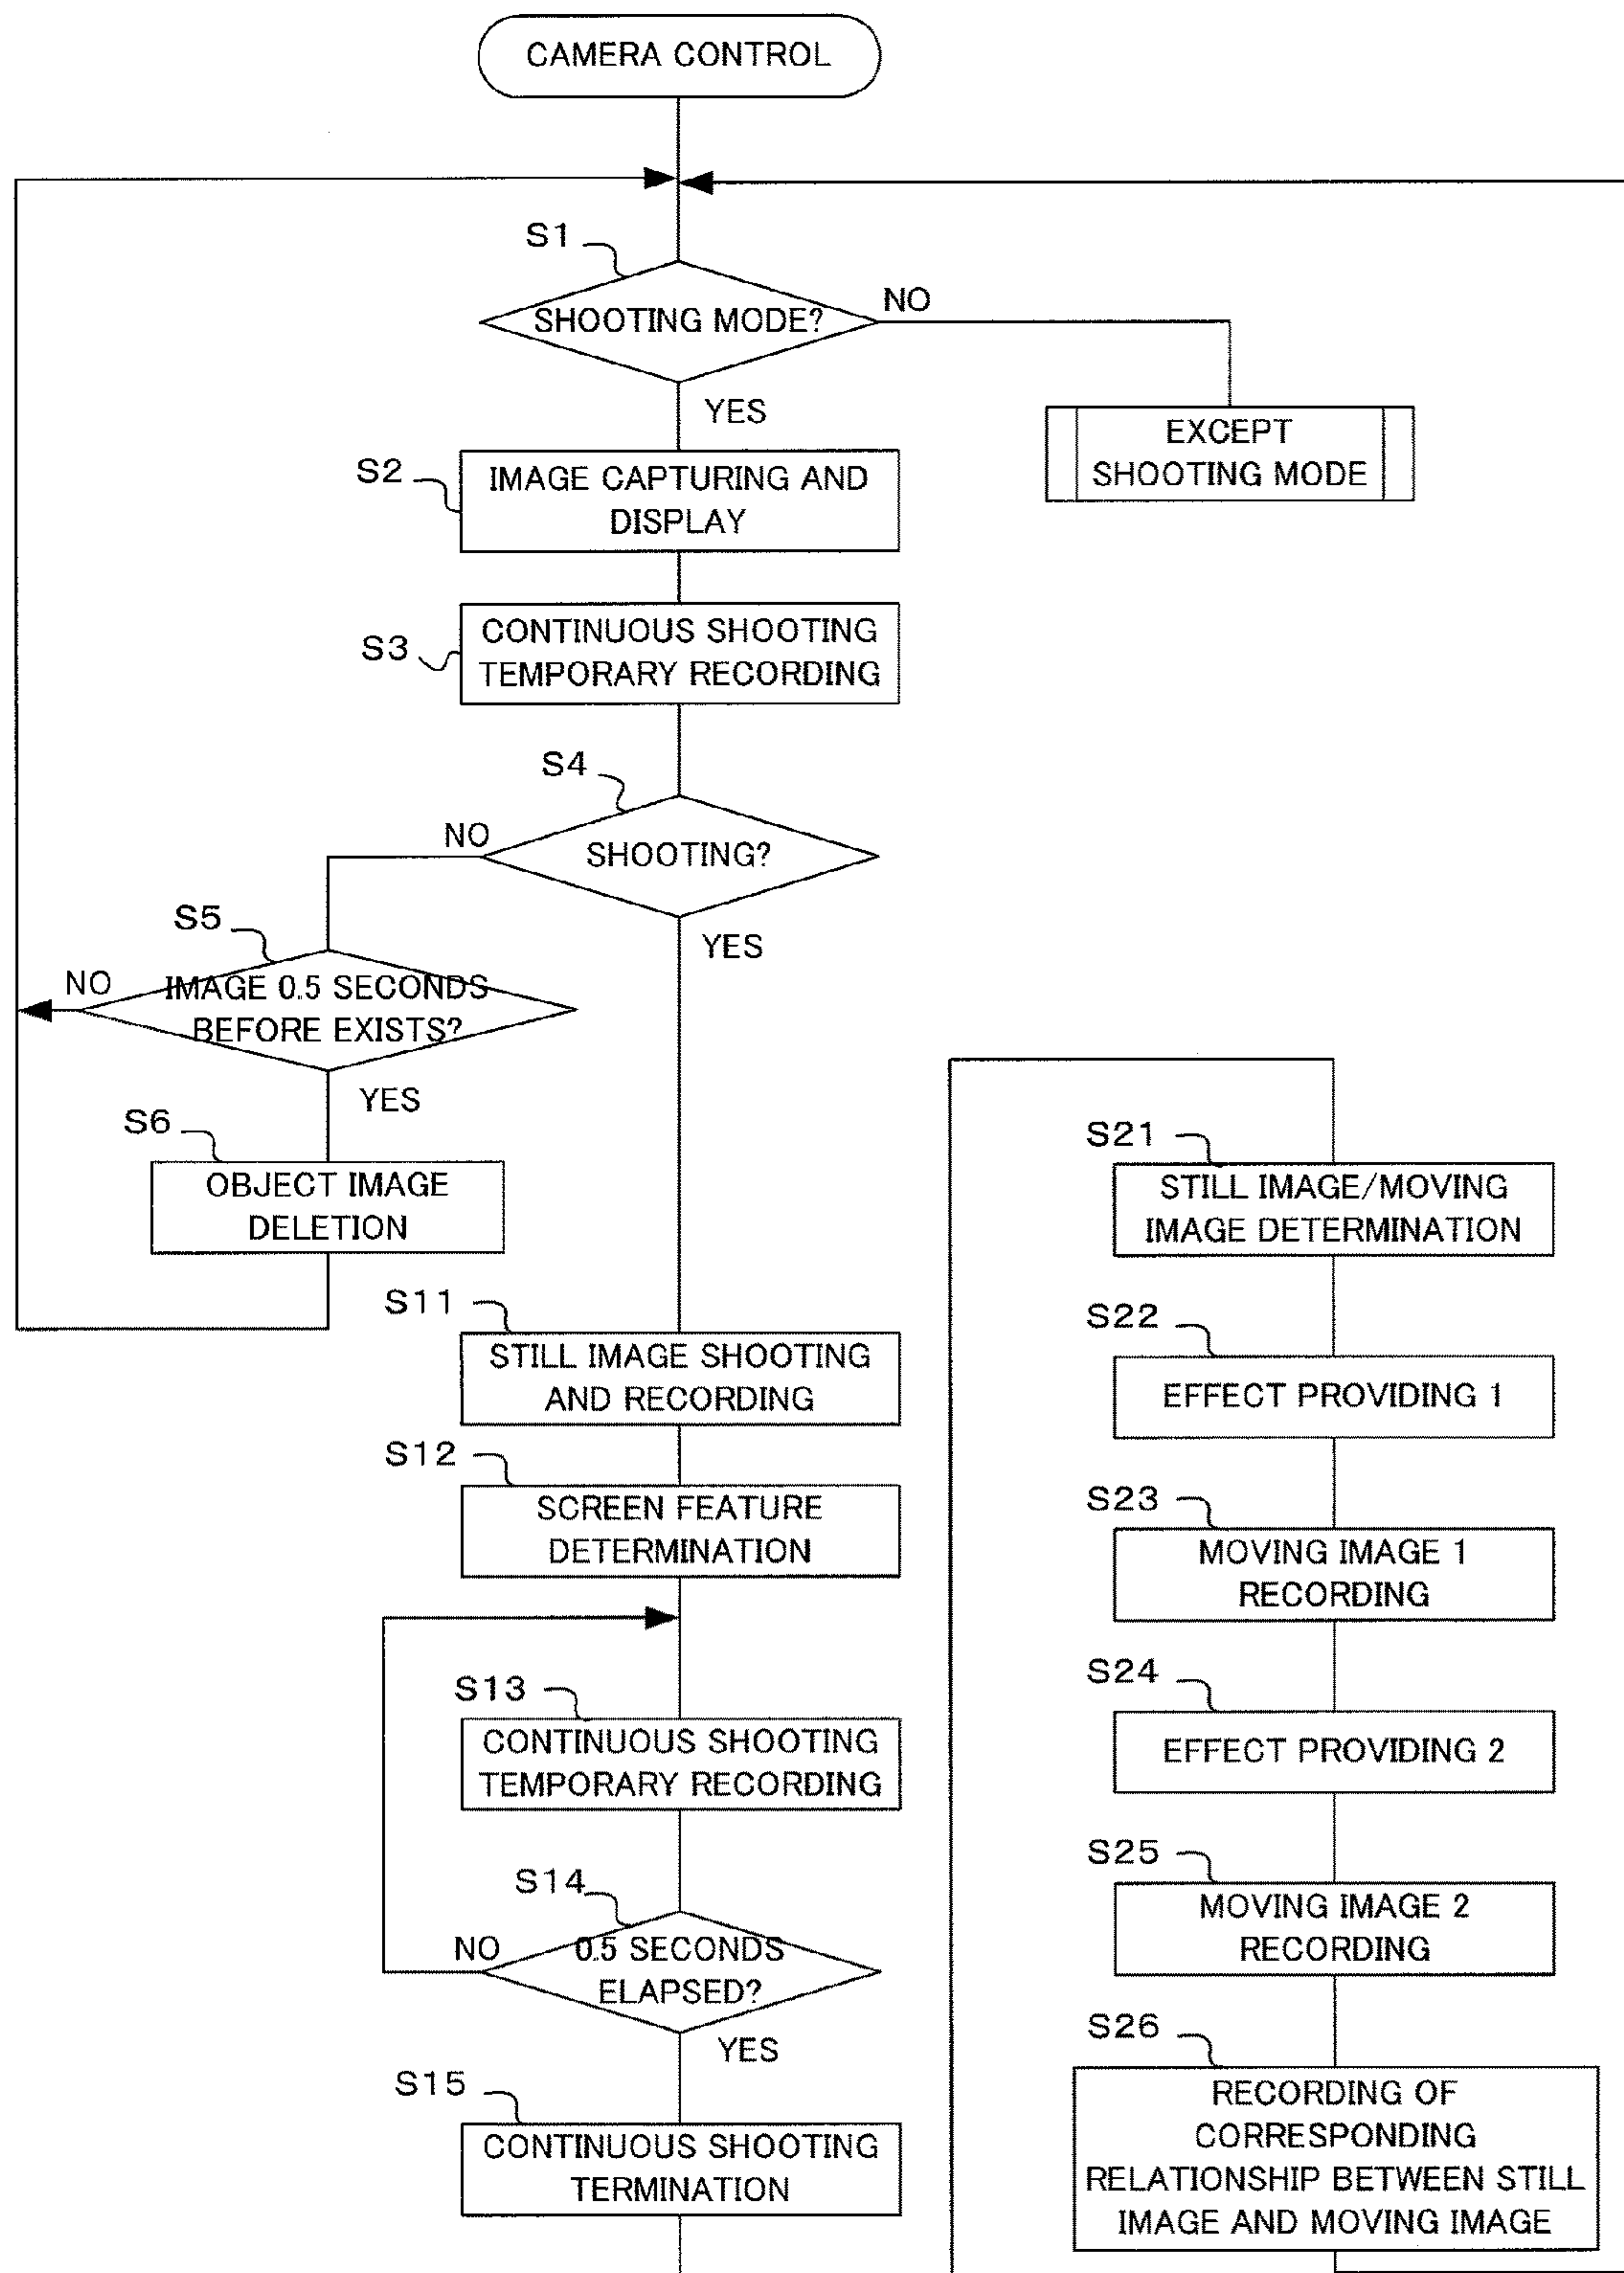 CAMERA CONTROL
S1
SHOOTING MODE?
NO
YES
EXCEPT
SHOOTING MODE
S2
IMAGE CAPTURING AND
DISPLAY
S3
CONTINUOUS SHOOTING
TEMPORARY RECORDING
S4
SHOOTING?
NO
YES
S5
IMAGE 0.5 SECONDS
BEFORE EXISTS?
NO
YES
S6
OBJECT IMAGE
DELETION
S11
STILL IMAGE SHOOTING
AND RECORDING
S12
SCREEN FEATURE
DETERMINATION
S13
CONTINUOUS SHOOTING
TEMPORARY RECORDING
S14
0.5 SECONDS
ELAPSED?
NO
YES
S15
CONTINUOUS SHOOTING
TERMINATION
S21
STILL IMAGE/MOVING
IMAGE DETERMINATION
S22
EFFECT PROVIDING 1
S23
MOVING IMAGE 1
RECORDING
S24
EFFECT PROVIDING 2
S25
MOVING IMAGE 2
RECORDING
S26
RECORDING OF
CORRESPONDING
RELATIONSHIP BETWEEN STILL
IMAGE AND MOVING IMAGE